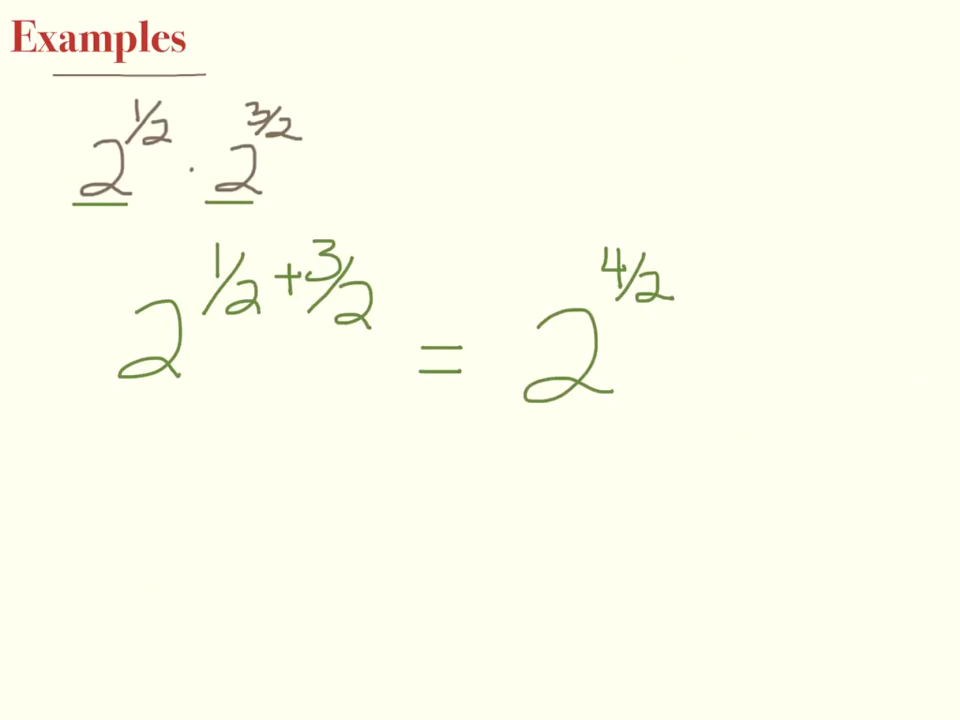 Examples
2^{1/2} · 2^{3/2}
2^{1/2 + 3/2} = 2^{4/2}